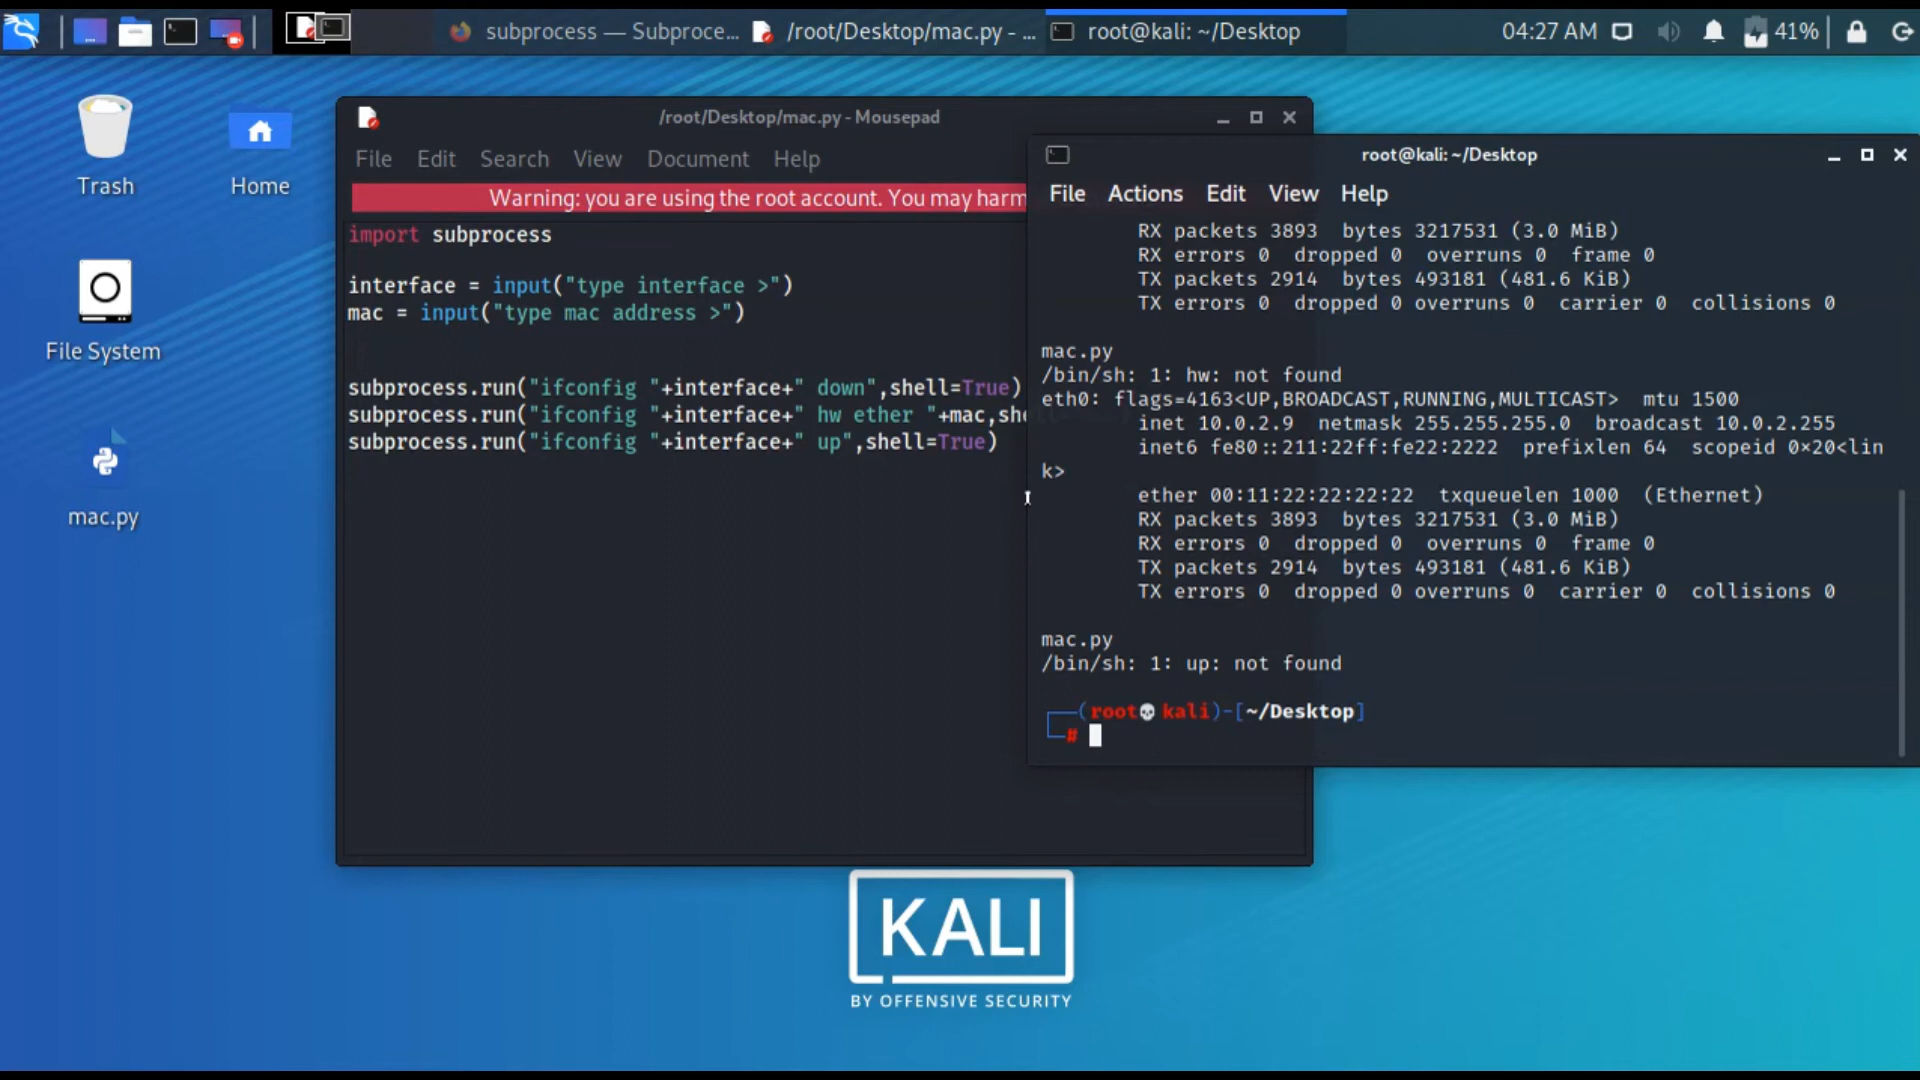 subprocess — Subproce...
/root/Desktop/mac.py - ...
root@kali: ~/Desktop
04:27 AM
41%
Trash
Home
File System
mac.py
/root/Desktop/mac.py - Mousepad
File Edit Search View Document Help
Warning: you are using the root account. You may harm
import subprocess
interface = input("type interface >")
mac = input("type mac address >")
subprocess.run("ifconfig "+interface+" down",shell=True)
subprocess.run("ifconfig "+interface+" hw ether "+mac,she
subprocess.run("ifconfig "+interface+" up",shell=True)
root@kali: ~/Desktop
File Actions Edit View Help
RX packets 3893 bytes 3217531 (3.0 MiB)
RX errors 0 dropped 0 overruns 0 frame 0
TX packets 2914 bytes 493181 (481.6 KiB)
TX errors 0 dropped 0 overruns 0 carrier 0 collisions 0
mac.py
/bin/sh: 1: hw: not found
eth0: flags=4163<UP,BROADCAST,RUNNING,MULTICAST> mtu 1500
inet 10.0.2.9 netmask 255.255.255.0 broadcast 10.0.2.255
inet6 fe80::211:22ff:fe22:2222 prefixlen 64 scopeid 0×20<lin
k>
ether 00:11:22:22:22:22 txqueuelen 1000 (Ethernet)
RX packets 3893 bytes 3217531 (3.0 MiB)
RX errors 0 dropped 0 overruns 0 frame 0
TX packets 2914 bytes 493181 (481.6 KiB)
TX errors 0 dropped 0 overruns 0 carrier 0 collisions 0
mac.py
/bin/sh: 1: up: not found
┌──(root💀kali)-[~/Desktop]
└─#
KALI
BY OFFENSIVE SECURITY